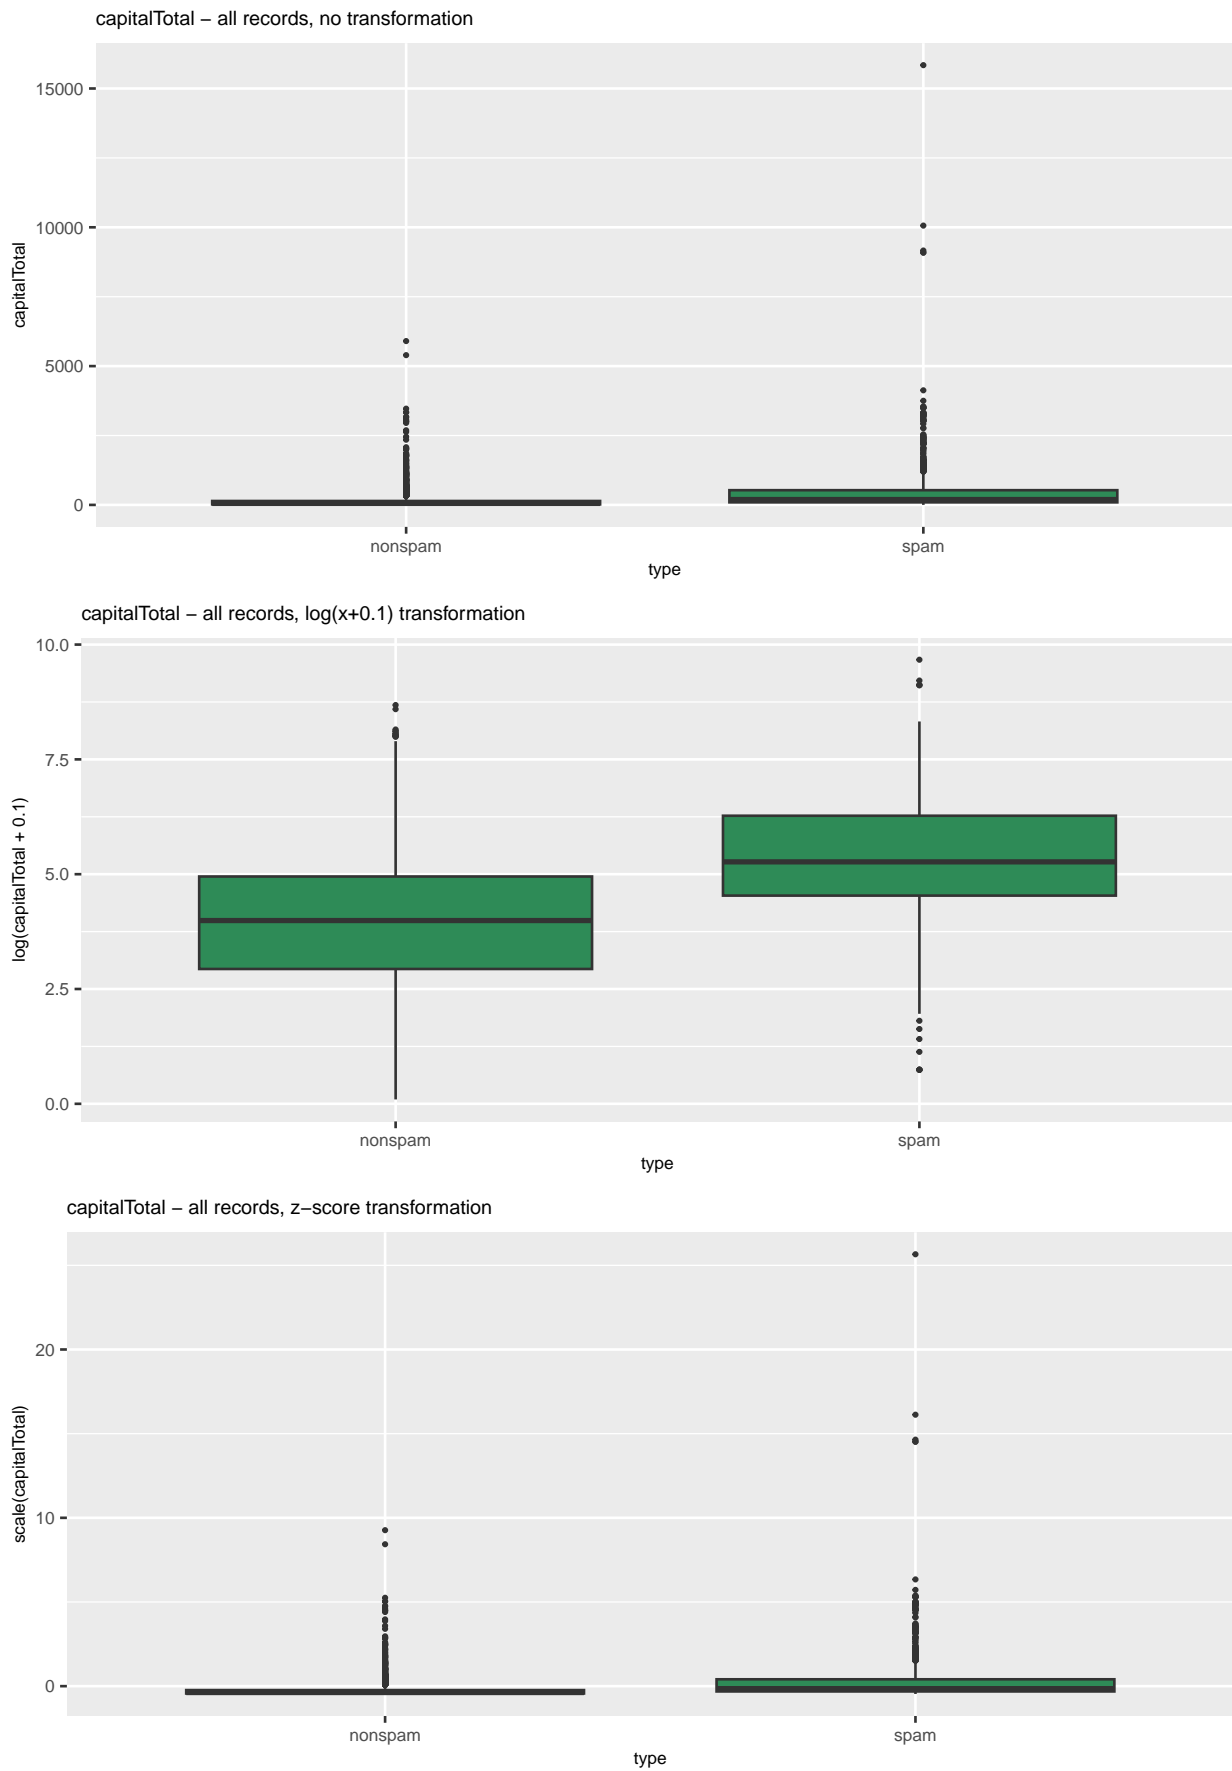 capitalTotal − all records, no transformation
15000
10000
5000
0
capitalTotal
nonspam
spam
type
capitalTotal − all records, log(x+0.1) transformation
10.0
7.5
5.0
2.5
0.0
log(capitalTotal + 0.1)
nonspam
spam
type
capitalTotal − all records, z−score transformation
20
10
0
scale(capitalTotal)
nonspam
spam
type